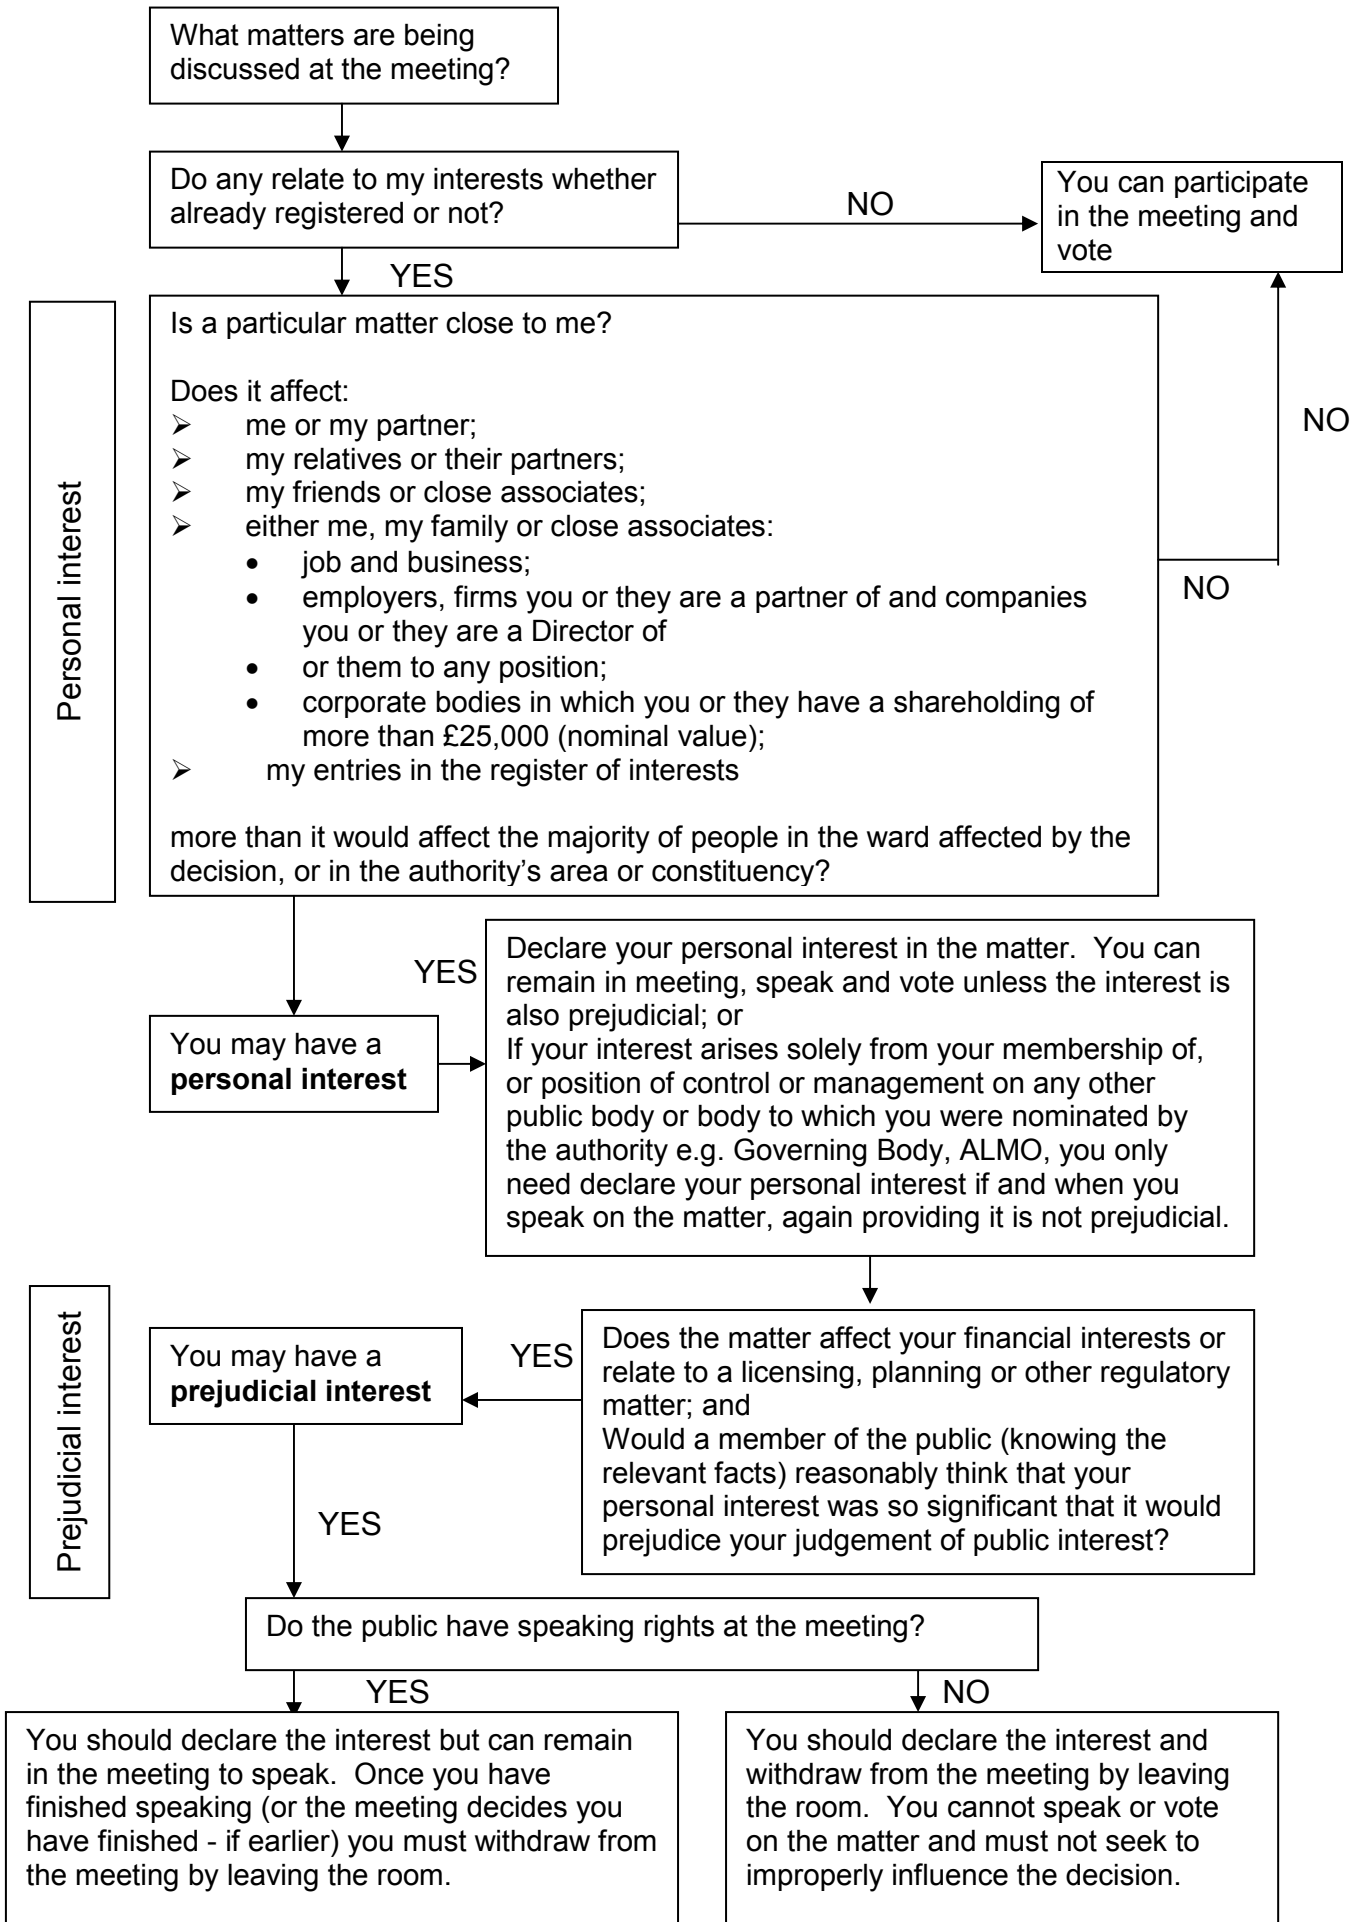 What matters are being
discussed at the meeting?
Do any relate to my interests whether
already registered or not?
NO
You can participate
in the meeting and
vote
YES
Personal interest
Is a particular matter close to me?
Does it affect:
➢ me or my partner;
➢ my relatives or their partners;
➢ my friends or close associates;
➢ either me, my family or close associates:
• job and business;
• employers, firms you or they are a partner of and companies
you or they are a Director of
• or them to any position;
• corporate bodies in which you or they have a shareholding of
more than £25,000 (nominal value);
➢ my entries in the register of interests
more than it would affect the majority of people in the ward affected by the
decision, or in the authority’s area or constituency?
NO
NO
YES
You may have a
personal interest
Declare your personal interest in the matter. You can
remain in meeting, speak and vote unless the interest is
also prejudicial; or
If your interest arises solely from your membership of,
or position of control or management on any other
public body or body to which you were nominated by
the authority e.g. Governing Body, ALMO, you only
need declare your personal interest if and when you
speak on the matter, again providing it is not prejudicial.
Prejudicial interest
You may have a
prejudicial interest
YES
Does the matter affect your financial interests or
relate to a licensing, planning or other regulatory
matter; and
Would a member of the public (knowing the
relevant facts) reasonably think that your
personal interest was so significant that it would
prejudice your judgement of public interest?
YES
Do the public have speaking rights at the meeting?
YES
NO
You should declare the interest but can remain
in the meeting to speak. Once you have
finished speaking (or the meeting decides you
have finished - if earlier) you must withdraw from
the meeting by leaving the room.
You should declare the interest and
withdraw from the meeting by leaving
the room. You cannot speak or vote
on the matter and must not seek to
improperly influence the decision.